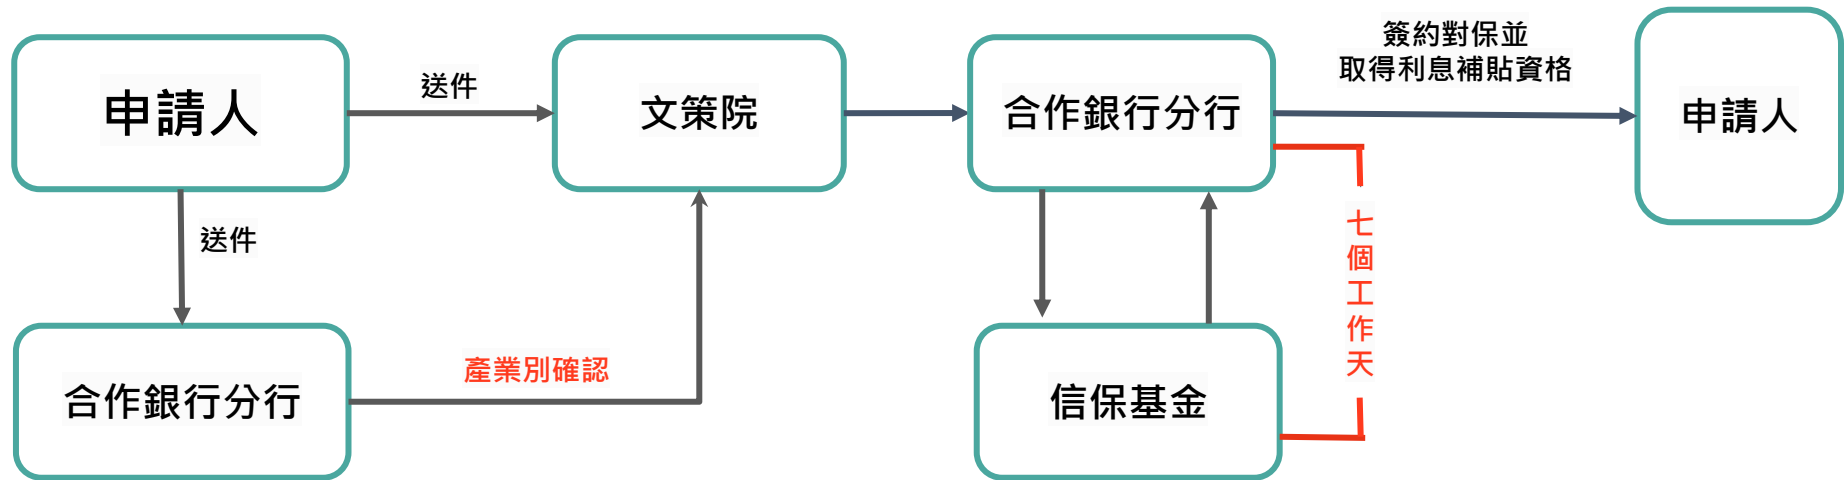 申請人
送件
文策院
合作銀行分行
簽約對保並
取得利息補貼資格
申請人
送件
合作銀行分行
產業別確認
信保基金
七個工作天